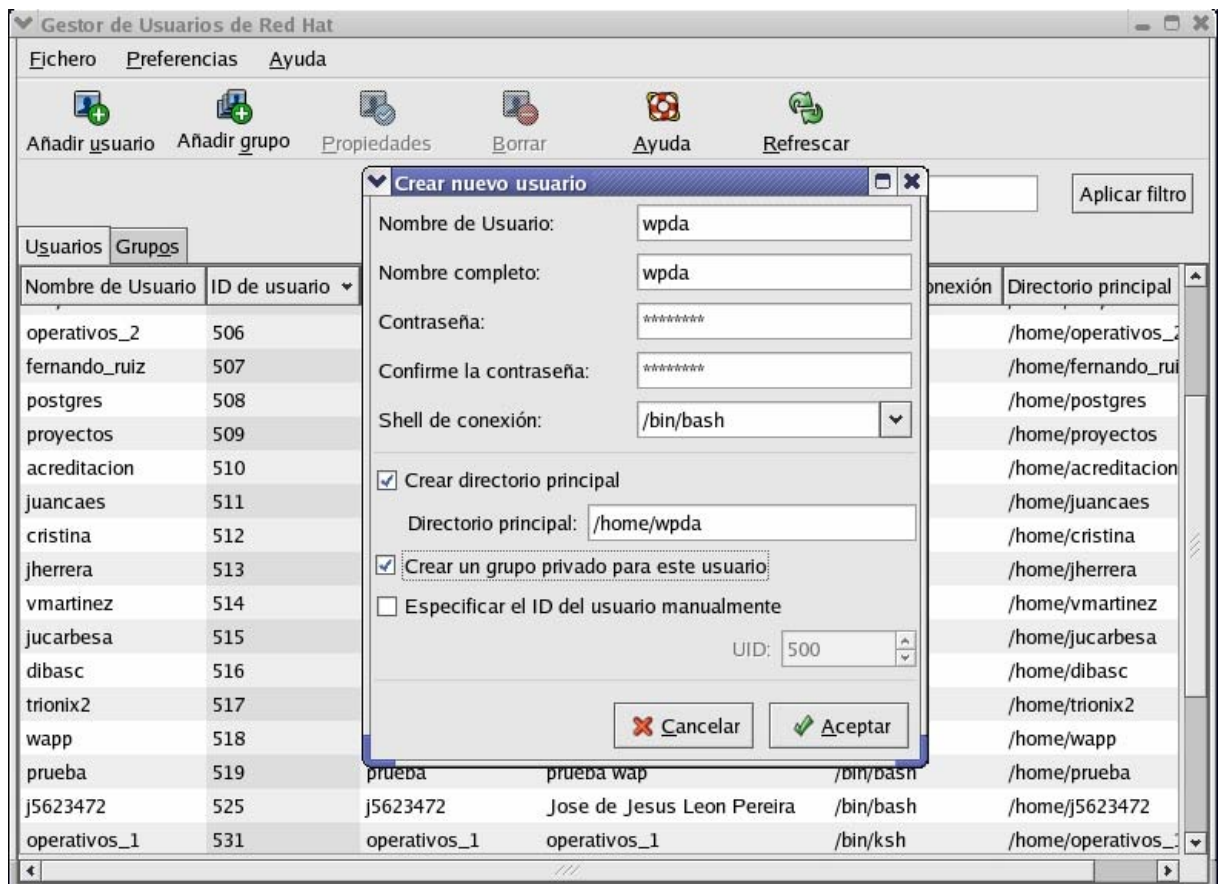 Gestor de Usuarios de Red Hat
Fichero Preferencias Ayuda
Añadir usuario Añadir grupo Propiedades Borrar Ayuda Refrescar
Aplicar filtro
Usuarios Grupos
Nombre de Usuario ID de usuario nexión Directorio principal
operativos_2 506 /home/operativos_2
fernando_ruiz 507 /home/fernando_rui
postgres 508 /home/postgres
proyectos 509 /home/proyectos
acreditacion 510 /home/acreditacion
juancaes 511 /home/juancaes
cristina 512 /home/cristina
jherrera 513 /home/jherrera
vmartinez 514 /home/vmartinez
jucarbesa 515 /home/jucarbesa
dibasc 516 /home/dibasc
trionix2 517 /home/trionix2
wapp 518 /home/wapp
prueba 519 prueba prueba wap /bin/bash /home/prueba
j5623472 525 j5623472 Jose de Jesus Leon Pereira /bin/bash /home/j5623472
operativos_1 531 operativos_1 operativos_1 /bin/ksh /home/operativos_1
Crear nuevo usuario
Nombre de Usuario: wpda
Nombre completo: wpda
Contraseña: ********
Confirme la contraseña: ********
Shell de conexión: /bin/bash
Crear directorio principal
Directorio principal: /home/wpda
Crear un grupo privado para este usuario
Especificar el ID del usuario manualmente
UID: 500
Cancelar Aceptar